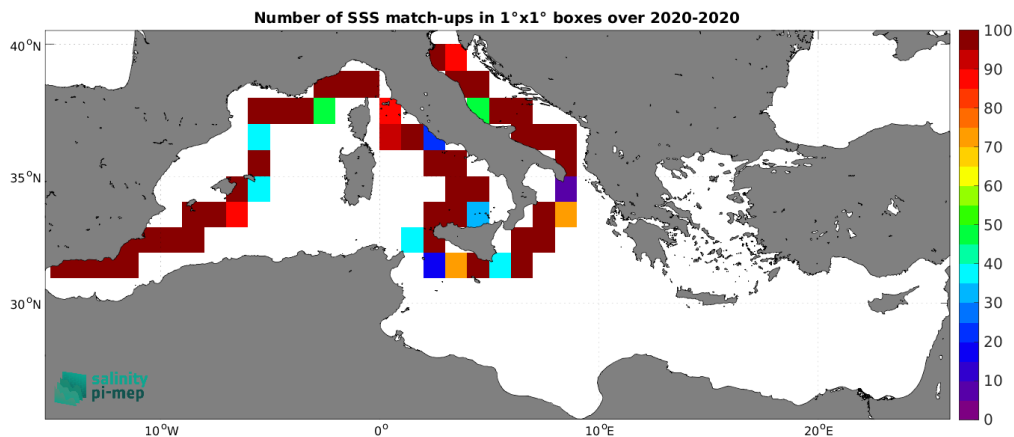 Number of SSS match-ups in 1°x1° boxes over 2020-2020
40°N
35°N
30°N
10°W
0°
10°E
20°E
100
90
80
70
60
50
40
30
20
10
0
salinity
pi-mep